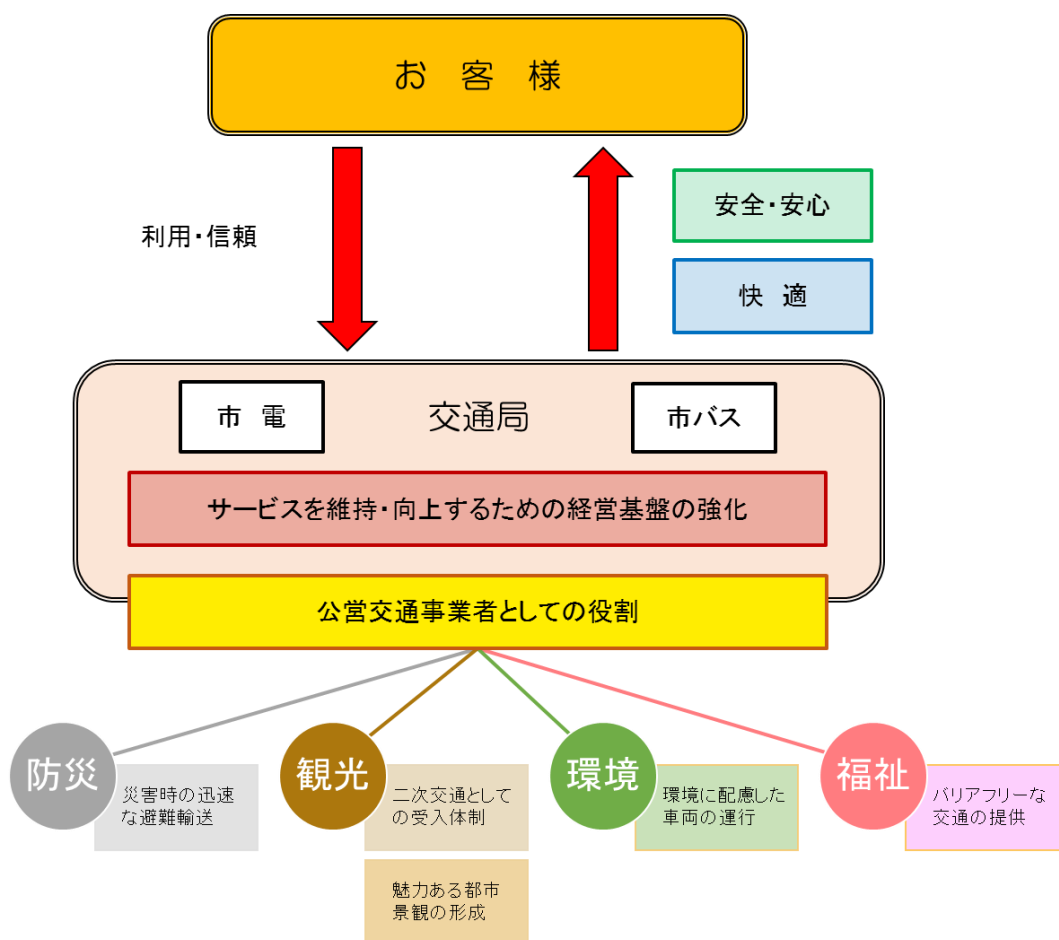 お 客 様
利用・信頼
安全・安心
快 適
市 電
交通局
市バス
サービスを維持・向上するための経営基盤の強化
公営交通事業者としての役割
防災
災害時の迅速
な避難輸送
観光
二次交通として
の受入体制
魅力ある都市
景観の形成
環境
環境に配慮した
車両の運行
福祉
バリアフリーな
交通の提供